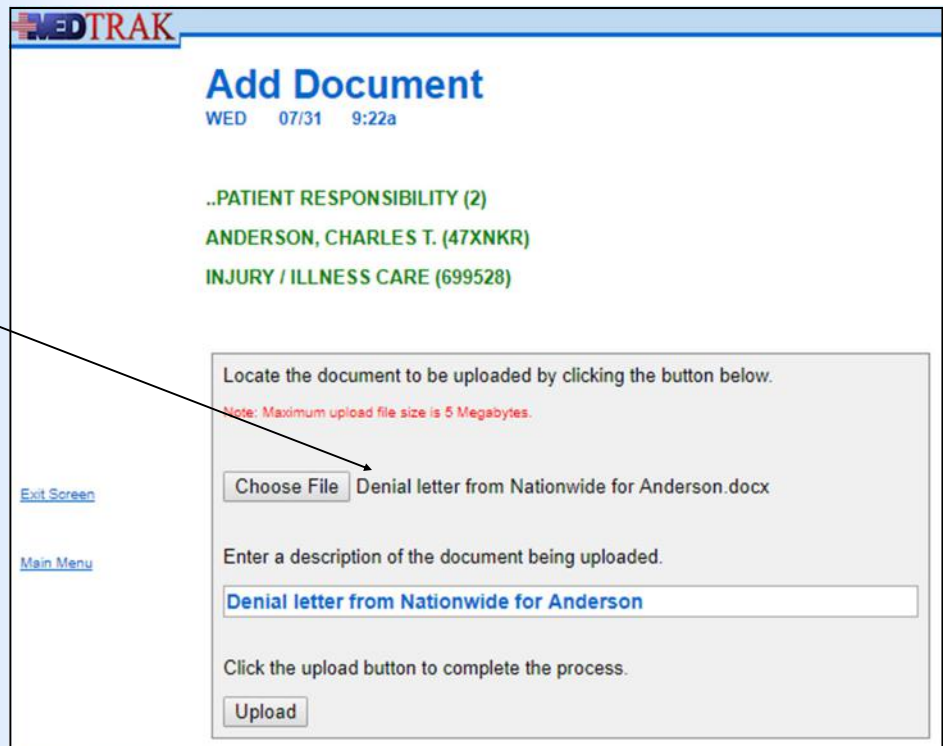 MEDTRAK
Add Document
WED 07/31 9:22a
..PATIENT RESPONSIBILITY (2)
ANDERSON, CHARLES T. (47XNKR)
INJURY / ILLNESS CARE (699528)
Locate the document to be uploaded by clicking the button below.
Note: Maximum upload file size is 5 Megabytes.
Exit Screen
Choose File Denial letter from Nationwide for Anderson.docx
Main Menu
Enter a description of the document being uploaded.
Denial letter from Nationwide for Anderson
Click the upload button to complete the process.
Upload